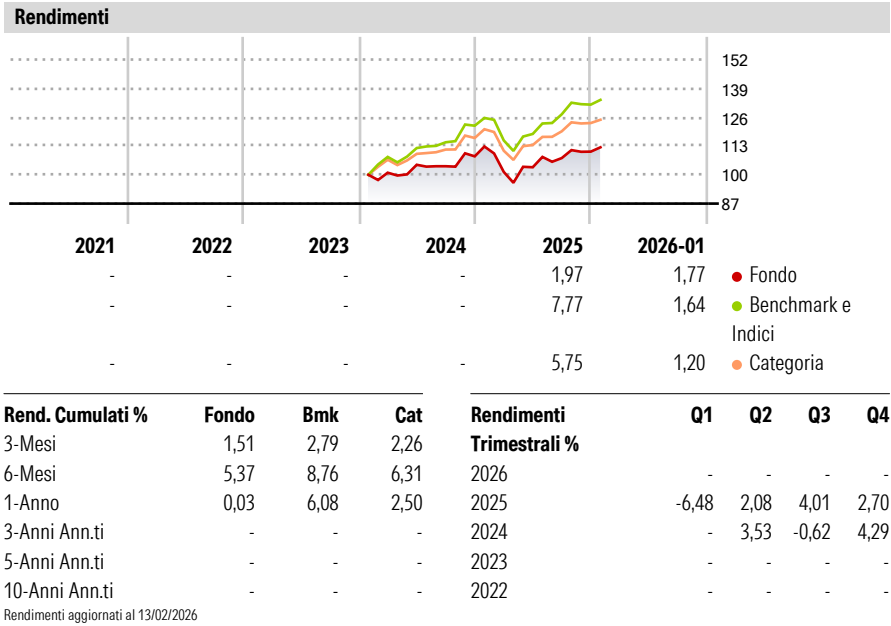 Rendimenti
152
139
126
113
100
87
2021 2022 2023 2024 2025 2026-01
- - - - 1,97 1,77 Fondo
- - - - 7,77 1,64 Benchmark e
Indici
- - - - 5,75 1,20 Categoria
Rend. Cumulati % Fondo Bmk Cat
3-Mesi 1,51 2,79 2,26
6-Mesi 5,37 8,76 6,31
1-Anno 0,03 6,08 2,50
3-Anni Ann.ti - - -
5-Anni Ann.ti - - -
10-Anni Ann.ti - - -
Rendimenti Q1 Q2 Q3 Q4
Trimestrali %
2026 - - - -
2025 -6,48 2,08 4,01 2,70
2024 - 3,53 -0,62 4,29
2023 - - - -
2022 - - - -
Rendimenti aggiornati al 13/02/2026